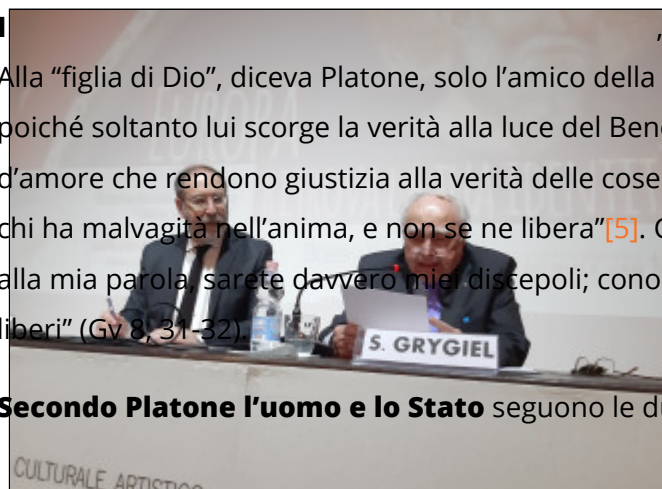 Alla “figlia di Dio”, diceva Platone, solo l’amico della
poiché soltanto lui scorge la verità alla luce del Bene
d’amore che rendono giustizia alla verità delle cose
chi ha malvagità nell’anima, e non se ne libera”[5].
alla mia parola, sarete davvero miei discepoli; cono
liberi” (Gv 8, 31-32).
S. GRYGIEL
Secondo Platone l’uomo e lo Stato seguono le du
CULTURALE ARTISTICO